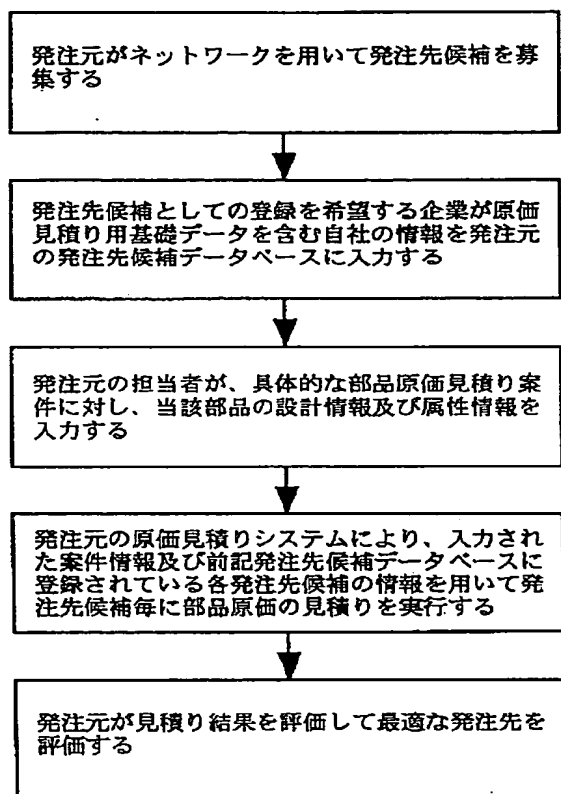 発注元がネットワークを用いて発注先候補を募
集する
発注先候補としての登録を希望する企業が原価
見積り用基礎データを含む自社の情報を発注元
の発注先候補データベースに入力する
発注元の担当者が、具体的な部品原価見積り案
件に対し、当該部品の設計情報及び属性情報を
入力する
発注元の原価見積りシステムにより、入力され
た案件情報及び前記発注先候補データベースに
登録されている各発注先候補の情報を用いて発
注先候補毎に部品原価の見積りを実行する
発注元が見積り結果を評価して最適な発注先を
評価する